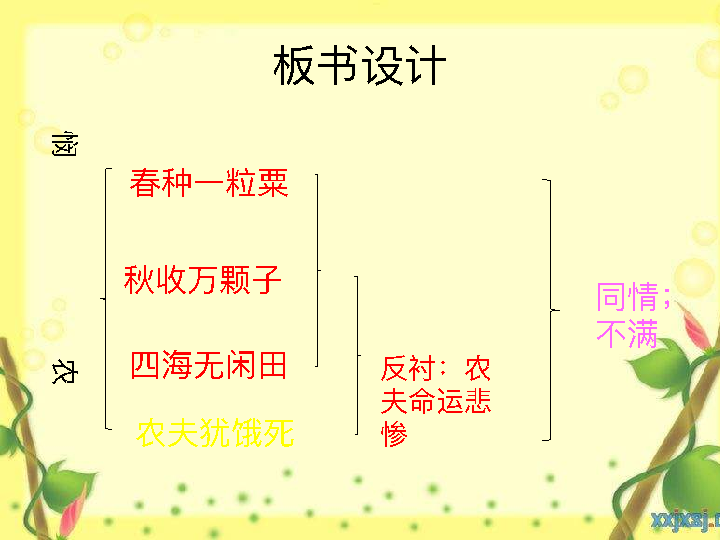 板书设计
悯
农
春种一粒粟
秋收万颗子
四海无闲田
农夫犹饿死
反衬：农
夫命运悲
惨
同情；
不满